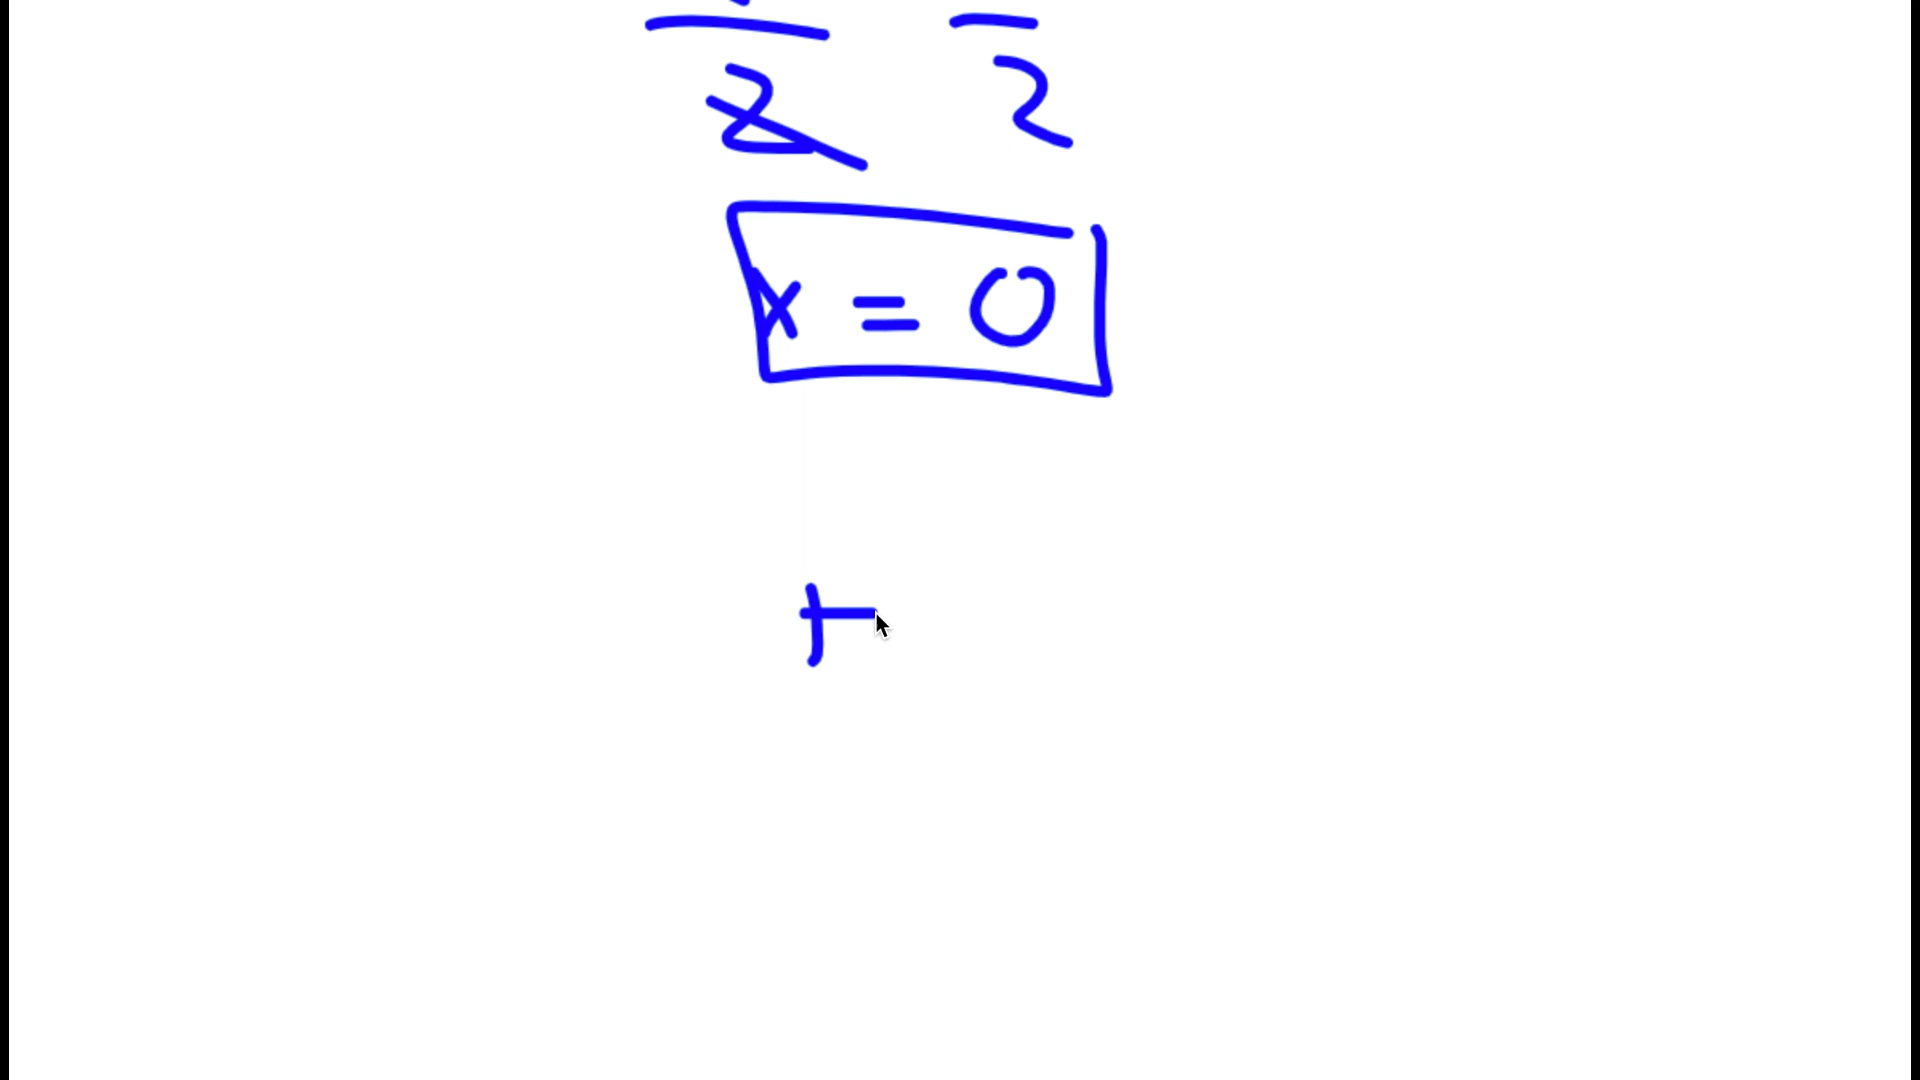 2 2
x = 0
+